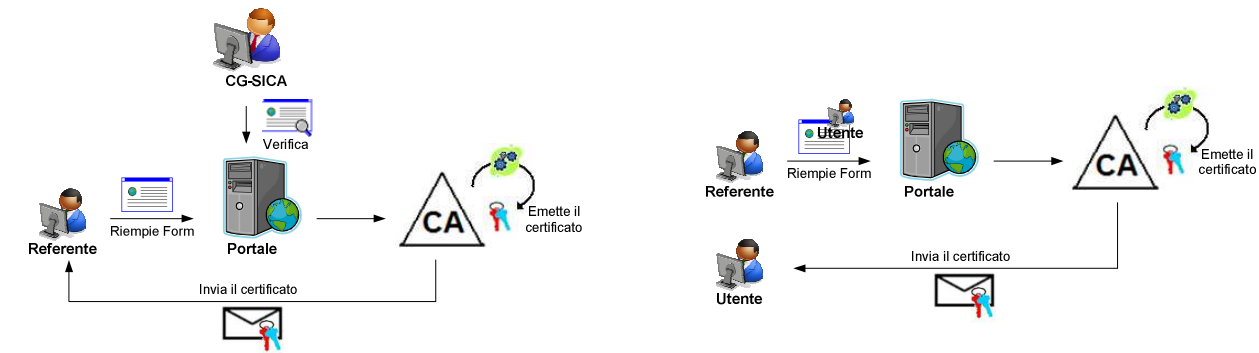 CG-SICA
Verifica
Referente
Riempie Form
Portale
CA
Emette il
certificato
Invia il certificato
Referente
Utente
Riempie Form
Portale
CA
Emette il
certificato
Invia il certificato
Utente